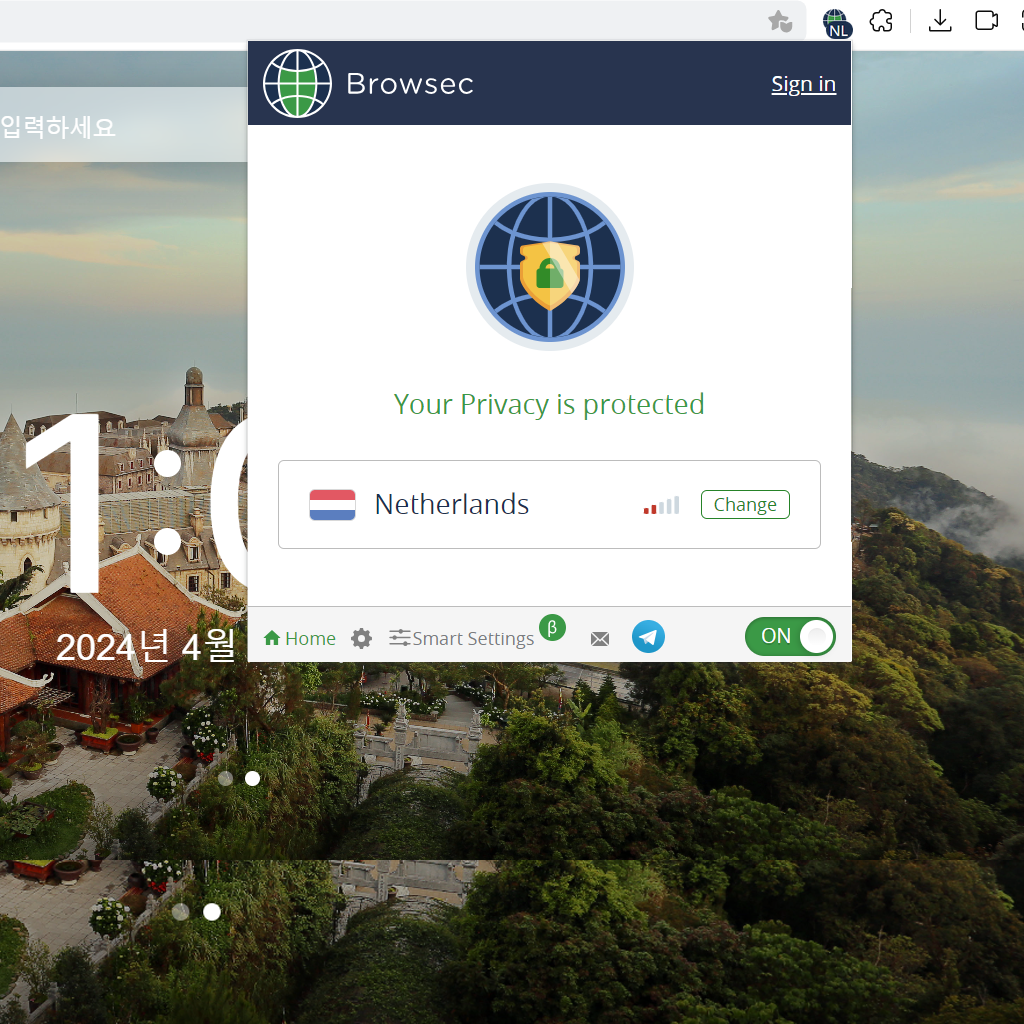 NL
Browsec
Sign in
입력하세요
Your Privacy is protected
1:
2024년 4월
Netherlands
Change
Home
Smart Settings
β
ON